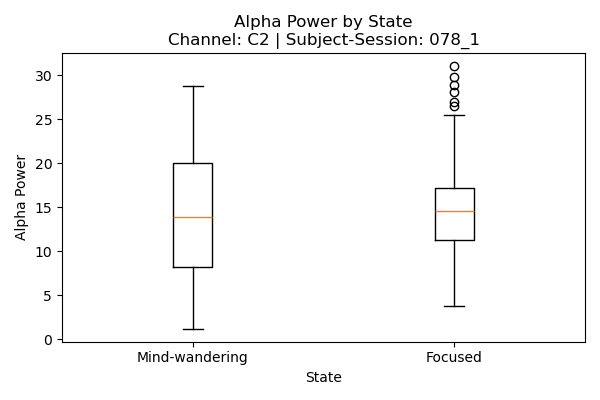 Alpha Power by State
Channel: C2 | Subject-Session: 078_1
30
25
20
15
10
5
0
Alpha Power
Mind-wandering
Focused
State